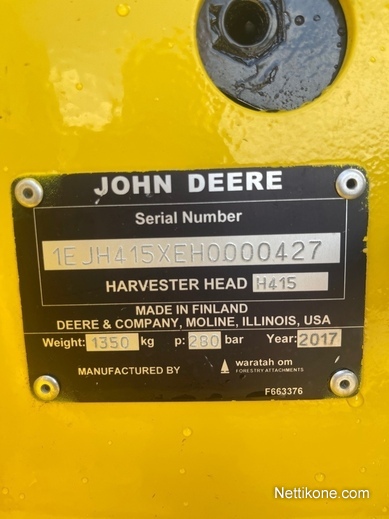 JOHN DEERE
Serial Number
1EJH415XEH0000427
HARVESTER HEAD H415
MADE IN FINLAND
DEERE & COMPANY, MOLINE, ILLINOIS, USA
Weight: 1350 kg p: 280 bar Year: 2017
MANUFACTURED BY waratah om
FORESTRY ATTACHMENTS
F663376
Nettikone.com